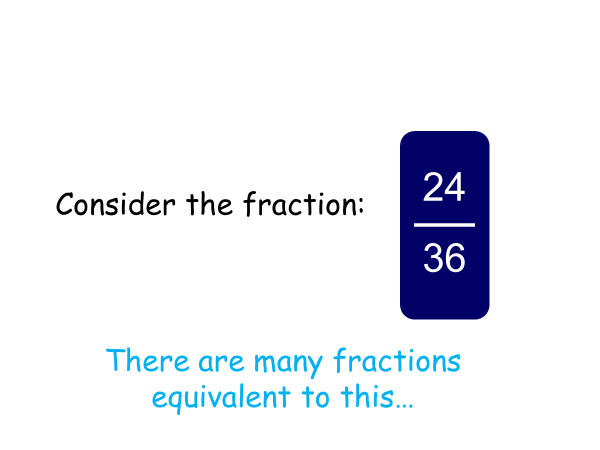 Consider the fraction:
24
36
There are many fractions
equivalent to this…